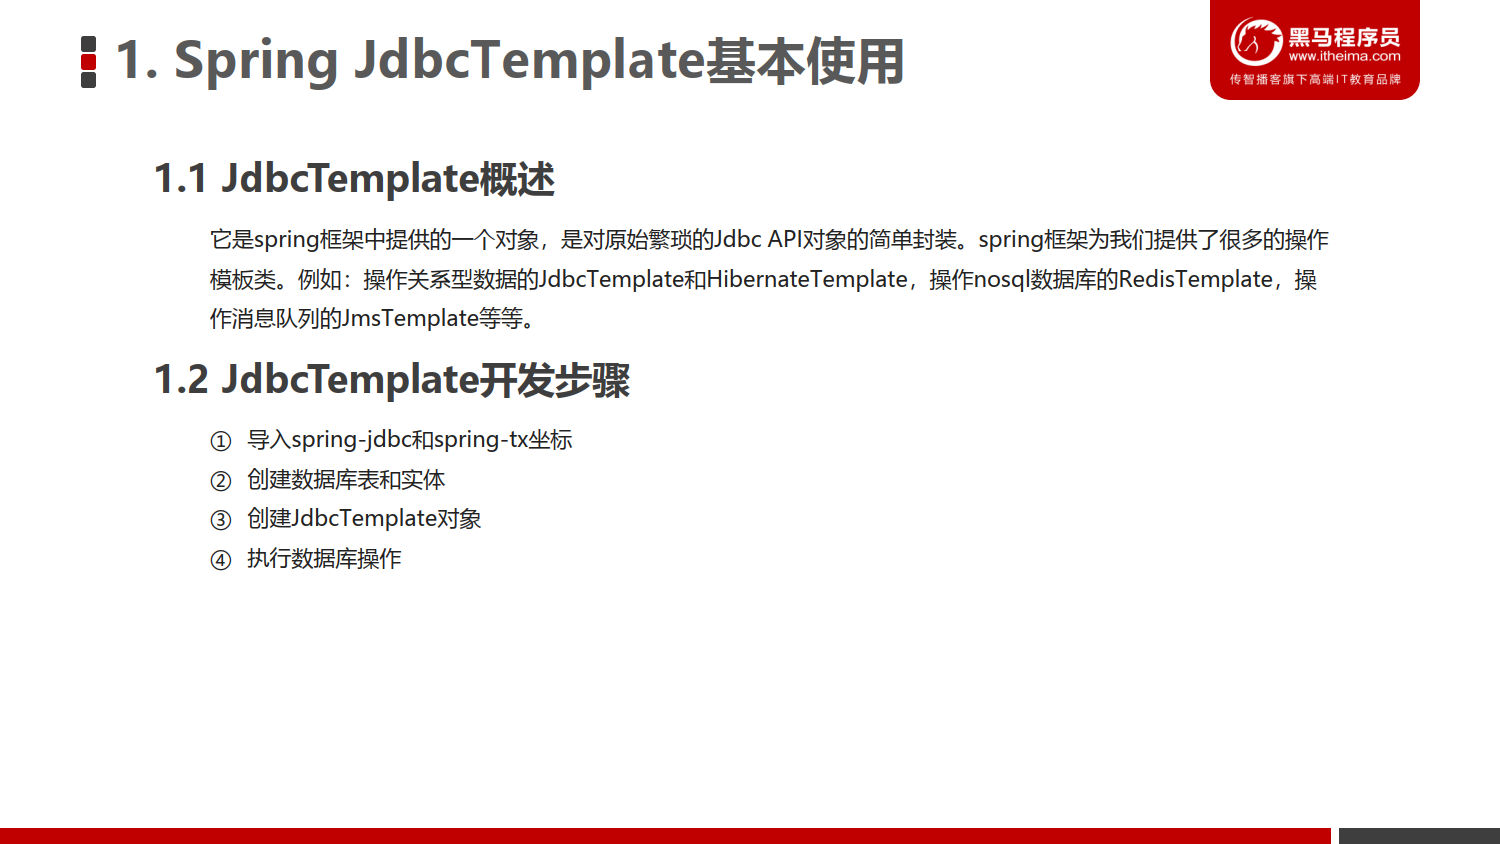 1. Spring JdbcTemplate基本使用
黑马程序员
www.itheima.com
传智播客旗下高端IT教育品牌
1.1 JdbcTemplate概述
它是spring框架中提供的一个对象，是对原始繁琐的Jdbc API对象的简单封装。spring框架为我们提供了很多的操作
模板类。例如：操作关系型数据的JdbcTemplate和HibernateTemplate，操作nosql数据库的RedisTemplate，操
作消息队列的JmsTemplate等等。
1.2 JdbcTemplate开发步骤
① 导入spring-jdbc和spring-tx坐标
② 创建数据库表和实体
③ 创建JdbcTemplate对象
④ 执行数据库操作